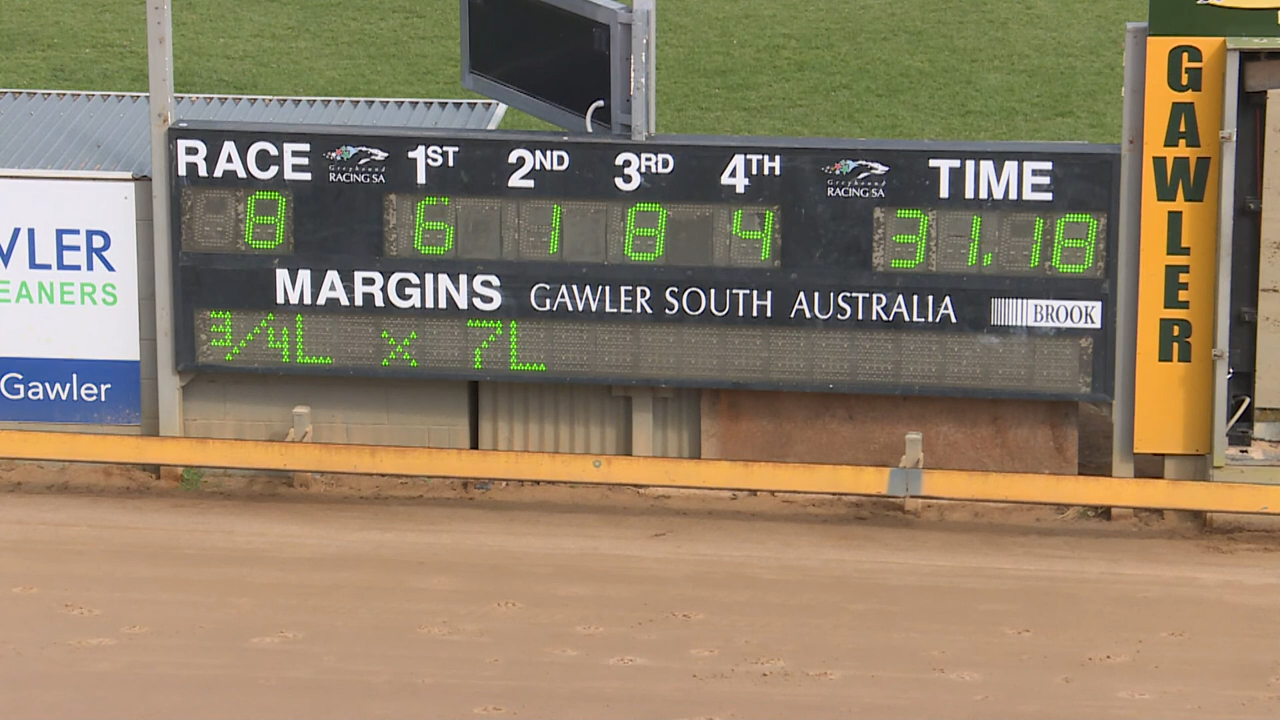 RACE Greyhound RACING SA 1ST 2ND 3RD 4TH Greyhound RACING SA TIME
8 6 1 8 4 31.18
MARGINS GAWLER SOUTH AUSTRALIA BROOK
3/4L x 7L
WLER
EANERS
Gawler
GAWLER